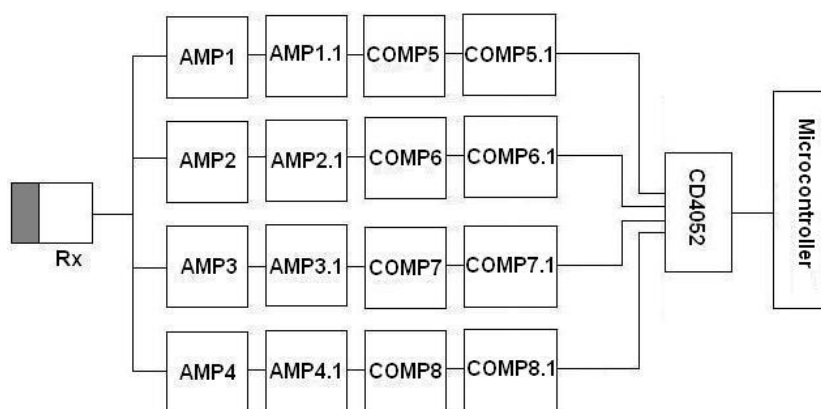 AMP1 AMP1.1 COMP5 COMP5.1
AMP2 AMP2.1 COMP6 COMP6.1
Rx
AMP3 AMP3.1 COMP7 COMP7.1
AMP4 AMP4.1 COMP8 COMP8.1
CD4052
Microcontroller